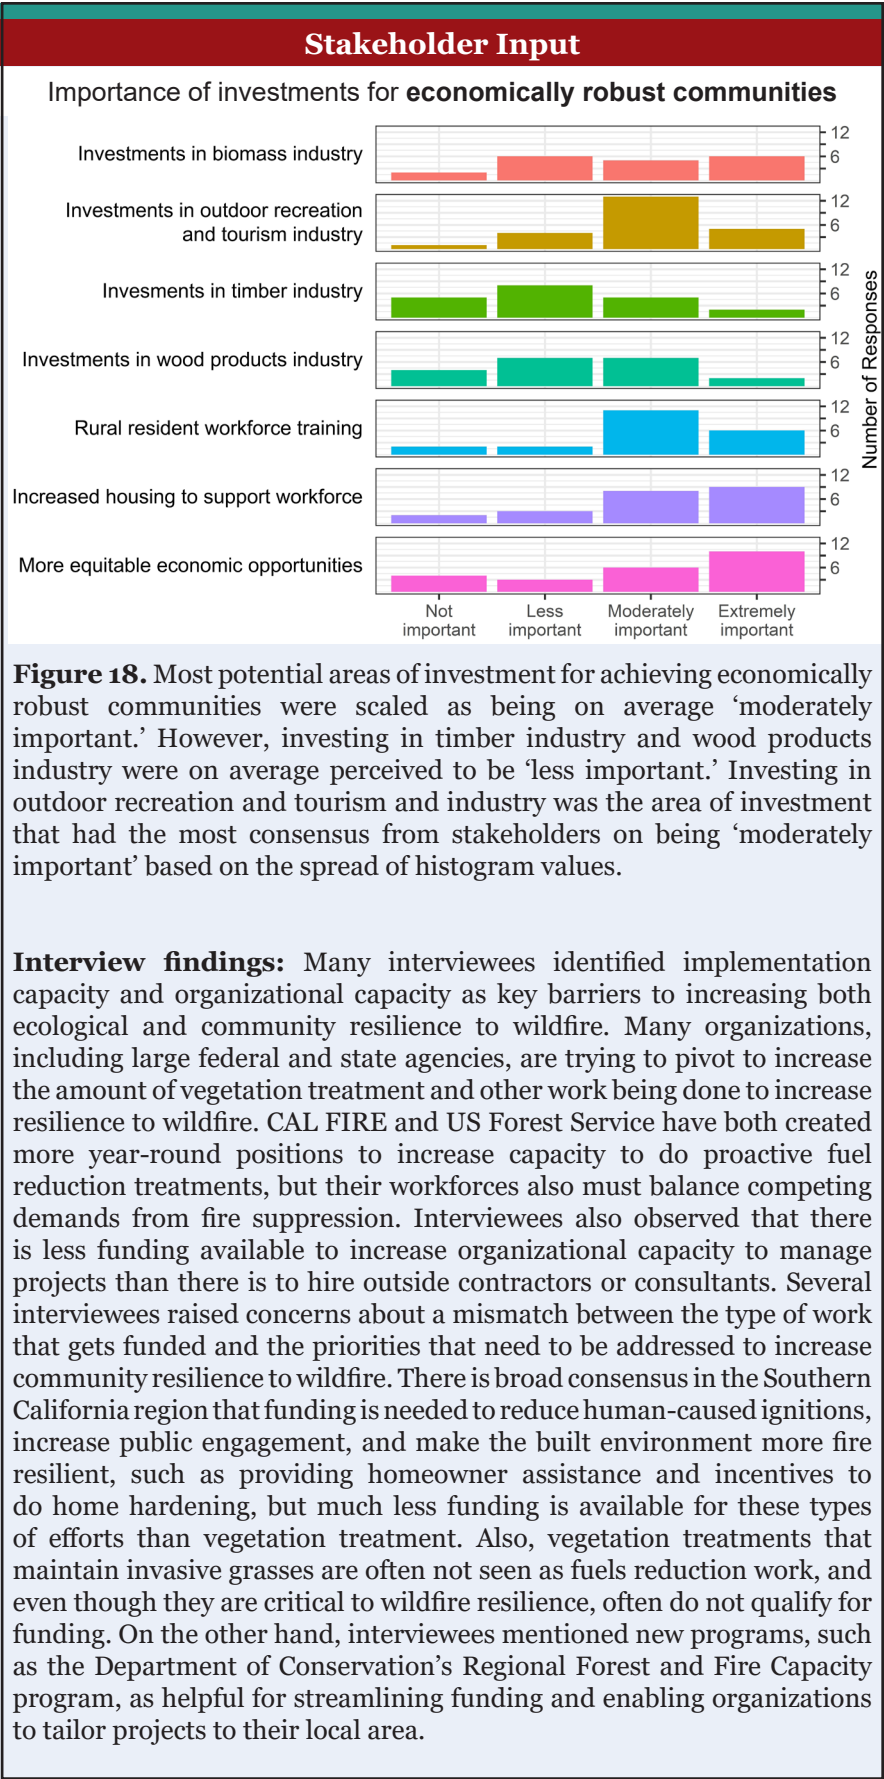 Stakeholder Input
Importance of investments for economically robust communities
Investments in biomass industry
12
6
Investments in outdoor recreation
and tourism industry
12
6
Invesments in timber industry
12
6
Investments in wood products industry
12
6
Rural resident workforce training
12
6
Increased housing to support workforce
12
6
More equitable economic opportunities
12
6
Number of Responses
Not
important
Less
important
Moderately
important
Extremely
important
Figure 18. Most potential areas of investment for achieving economically
robust communities were scaled as being on average ‘moderately
important.’ However, investing in timber industry and wood products
industry were on average perceived to be ‘less important.’ Investing in
outdoor recreation and tourism and industry was the area of investment
that had the most consensus from stakeholders on being ‘moderately
important’ based on the spread of histogram values.
Interview findings: Many interviewees identified implementation
capacity and organizational capacity as key barriers to increasing both
ecological and community resilience to wildfire. Many organizations,
including large federal and state agencies, are trying to pivot to increase
the amount of vegetation treatment and other work being done to increase
resilience to wildfire. CAL FIRE and US Forest Service have both created
more year-round positions to increase capacity to do proactive fuel
reduction treatments, but their workforces also must balance competing
demands from fire suppression. Interviewees also observed that there
is less funding available to increase organizational capacity to manage
projects than there is to hire outside contractors or consultants. Several
interviewees raised concerns about a mismatch between the type of work
that gets funded and the priorities that need to be addressed to increase
community resilience to wildfire. There is broad consensus in the Southern
California region that funding is needed to reduce human-caused ignitions,
increase public engagement, and make the built environment more fire
resilient, such as providing homeowner assistance and incentives to
do home hardening, but much less funding is available for these types
of efforts than vegetation treatment. Also, vegetation treatments that
maintain invasive grasses are often not seen as fuels reduction work, and
even though they are critical to wildfire resilience, often do not qualify for
funding. On the other hand, interviewees mentioned new programs, such
as the Department of Conservation’s Regional Forest and Fire Capacity
program, as helpful for streamlining funding and enabling organizations
to tailor projects to their local area.